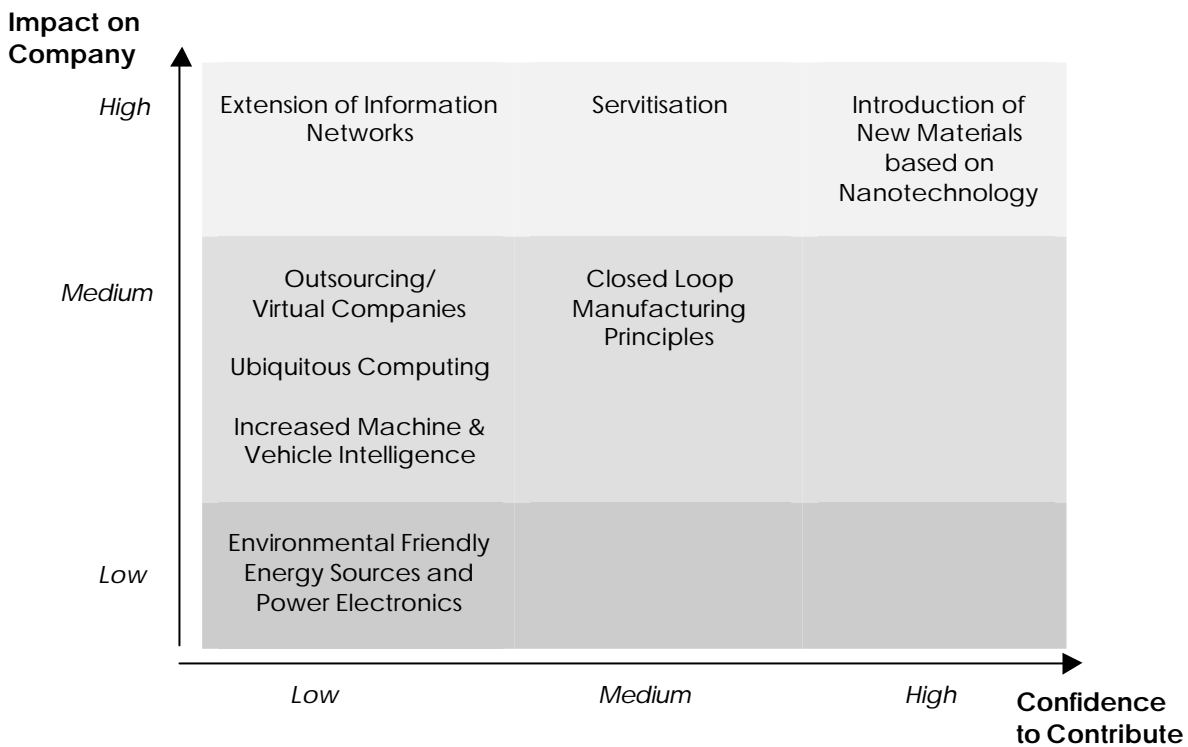 Impact on
Company
High
Extension of Information
Networks
Servitisation
Introduction of
New Materials
based on
Nanotechnology
Medium
Outsourcing/
Virtual Companies
Ubiquitous Computing
Increased Machine &
Vehicle Intelligence
Closed Loop
Manufacturing
Principles
Low
Environmental Friendly
Energy Sources and
Power Electronics
Low
Medium
High
Confidence
to Contribute